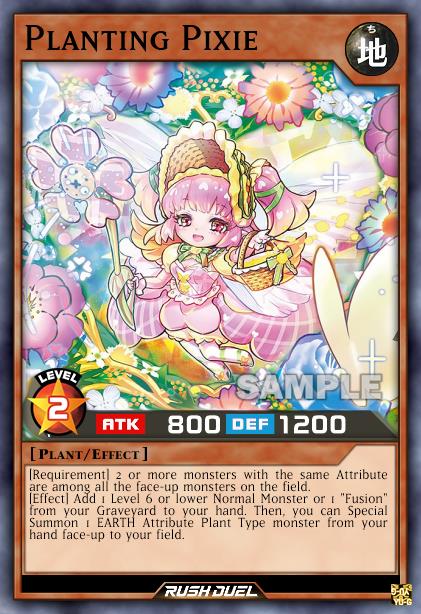 PLANTING PIXIE
ち
地
SAMPLE
LEVEL
2
ATK 800 DEF 1200
[PLANT/EFFECT]
[Requirement] 2 or more monsters with the same Attribute
are among all the face-up monsters on the field.
[Effect] Add 1 Level 6 or lower Normal Monster or 1 "Fusion"
from your Graveyard to your hand. Then, you can Special
Summon 1 EARTH Attribute Plant Type monster from your
hand face-up to your field.
RUSH DUEL